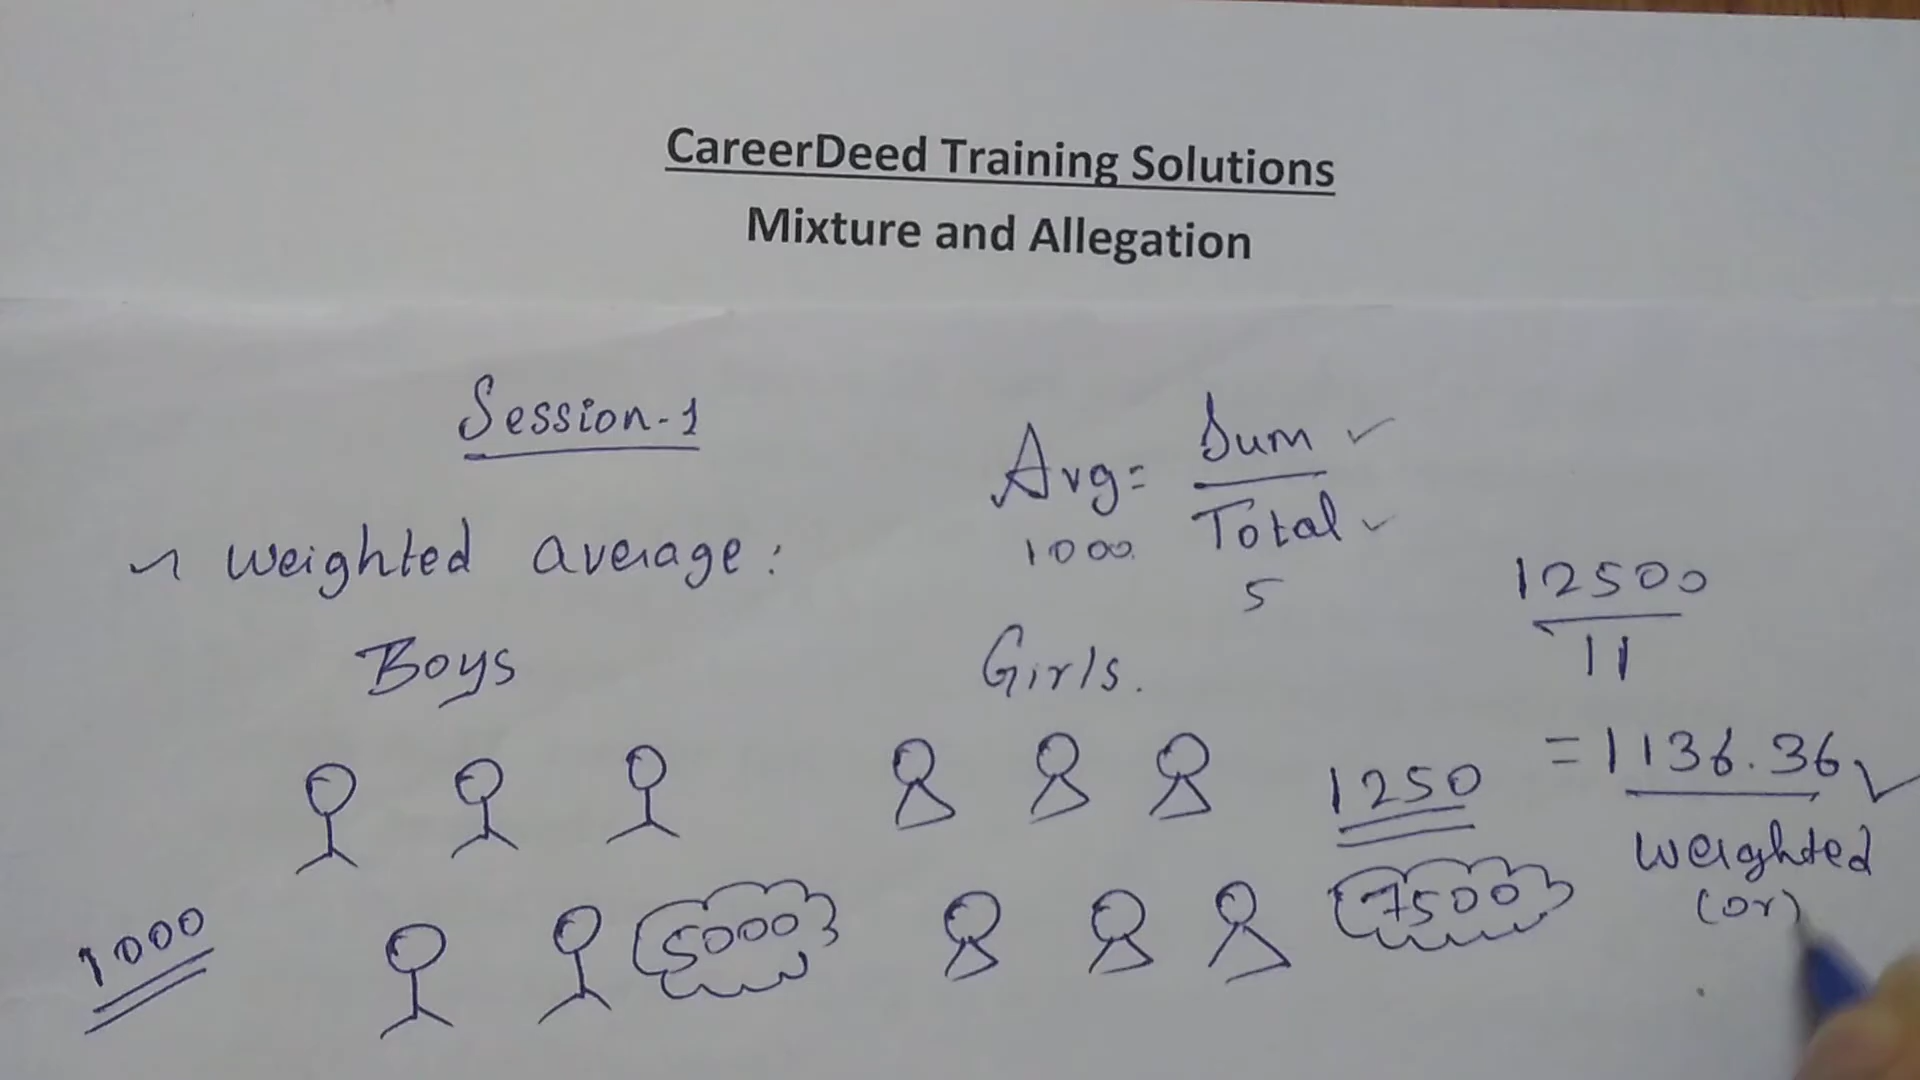 CareerDeed Training Solutions
Mixture and Allegation
Session-1
Avg = Sum
Total
1000
5
weighted average:
12500
11
Boys
Girls.
= 1136.36
1250
weighted
(or)
1000
5000
7500